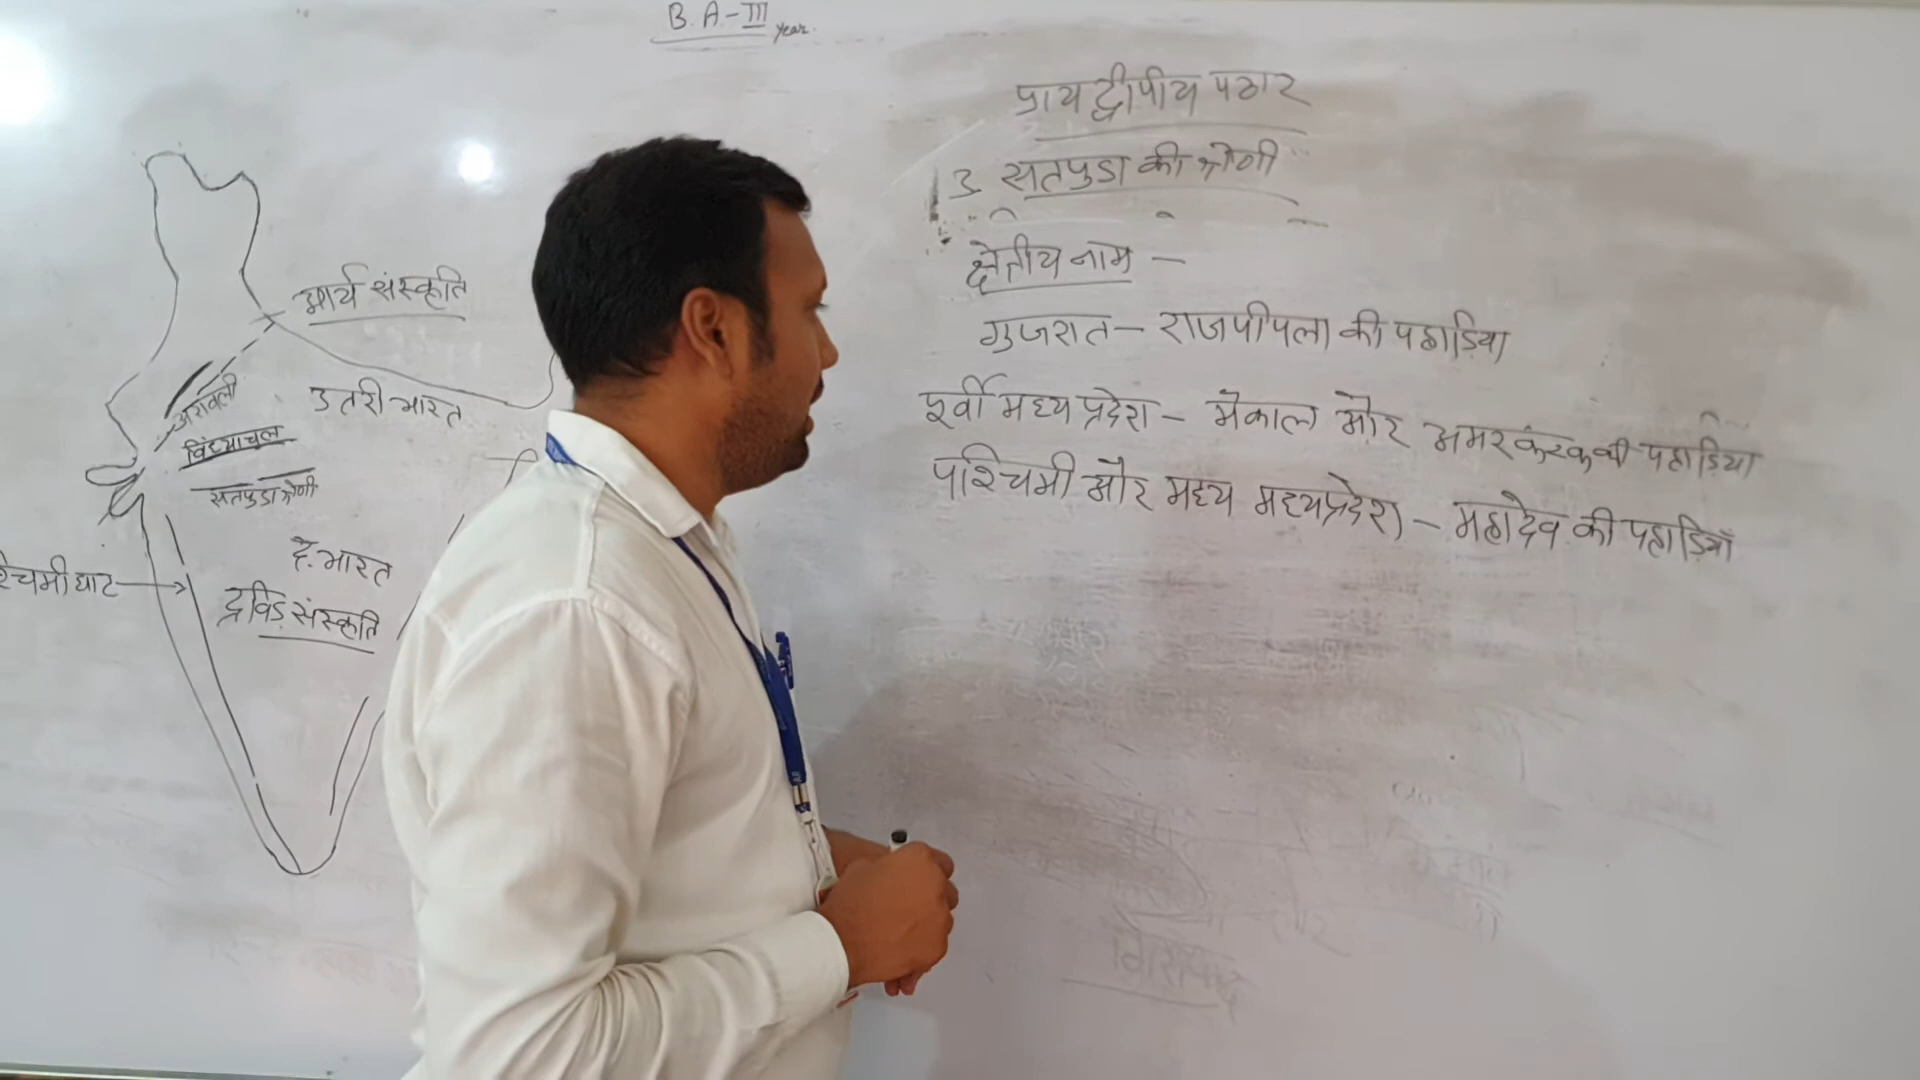 B.A-III year.
प्रायद्वीपीय पठार
3. सतपुडा की श्रेणी
क्षेत्रीय नाम -
गुजरात - राजपीपला की पहाडिया
पूर्वी मध्य प्रदेश - मैकाल और अमरकंटक की पहाडिया
पश्चिमी और मध्य मध्यप्रदेश - महादेव की पहाडियाँ
आर्य संस्कृति
उत्तरी भारत
अरावली
विंध्याचल
सतपुडा श्रेणी
द. भारत
द्रविड़ संस्कृति
श्चिमी घाट